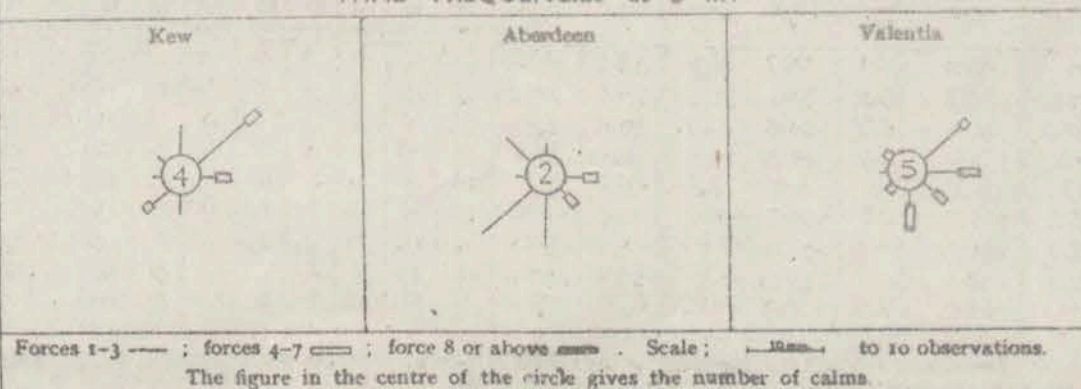 Kew
Aberdeen
Valentia
4
2
5
Forces 1-3 — ; forces 4-7 ; force 8 or above . Scale ; 10mm to 10 observations.
The figure in the centre of the circle gives the number of calms.